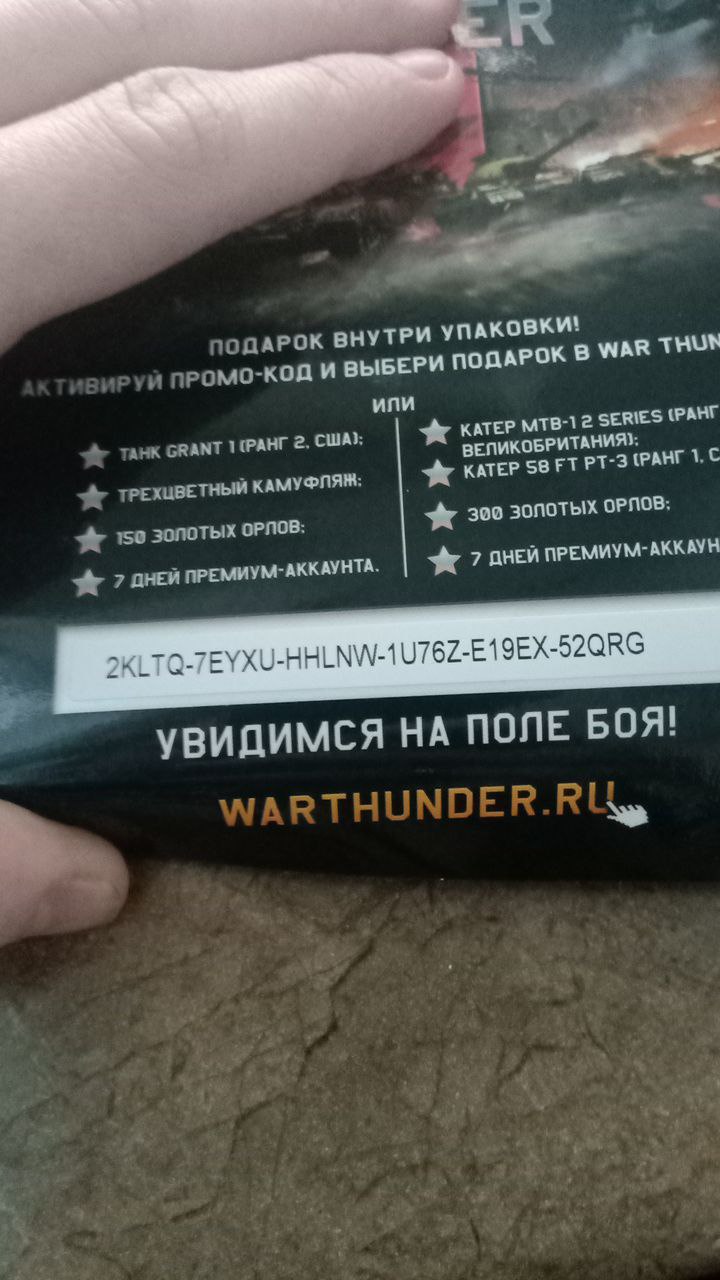 ER
ПОДАРОК ВНУТРИ УПАКОВКИ!
АКТИВИРУЙ ПРОМО-КОД И ВЫБЕРИ ПОДАРОК В WAR THUN
ИЛИ
ТАНК GRANT 1 (РАНГ 2, США);
ТРЕХЦВЕТНЫЙ КАМУФЛЯЖ;
150 ЗОЛОТЫХ ОРЛОВ;
7 ДНЕЙ ПРЕМИУМ-АККАУНТА.
КАТЕР MTB-1 2 SERIES (РАНГ
ВЕЛИКОБРИТАНИЯ);
КАТЕР 58 FT PT-3 (РАНГ 1, С
300 ЗОЛОТЫХ ОРЛОВ;
7 ДНЕЙ ПРЕМИУМ-АККАУН
2KLTQ-7EYXU-HHLNW-1U76Z-E19EX-52QRG
УВИДИМСЯ НА ПОЛЕ БОЯ!
WARTHUNDER.RU